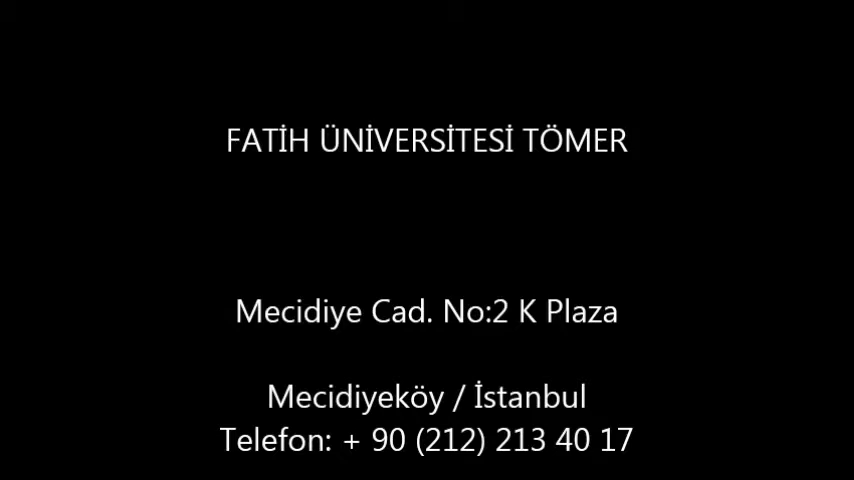 FATİH ÜNİVERSİTESİ TÖMER
Mecidiye Cad. No:2 K Plaza
Mecidiyeköy / İstanbul
Telefon: + 90 (212) 213 40 17